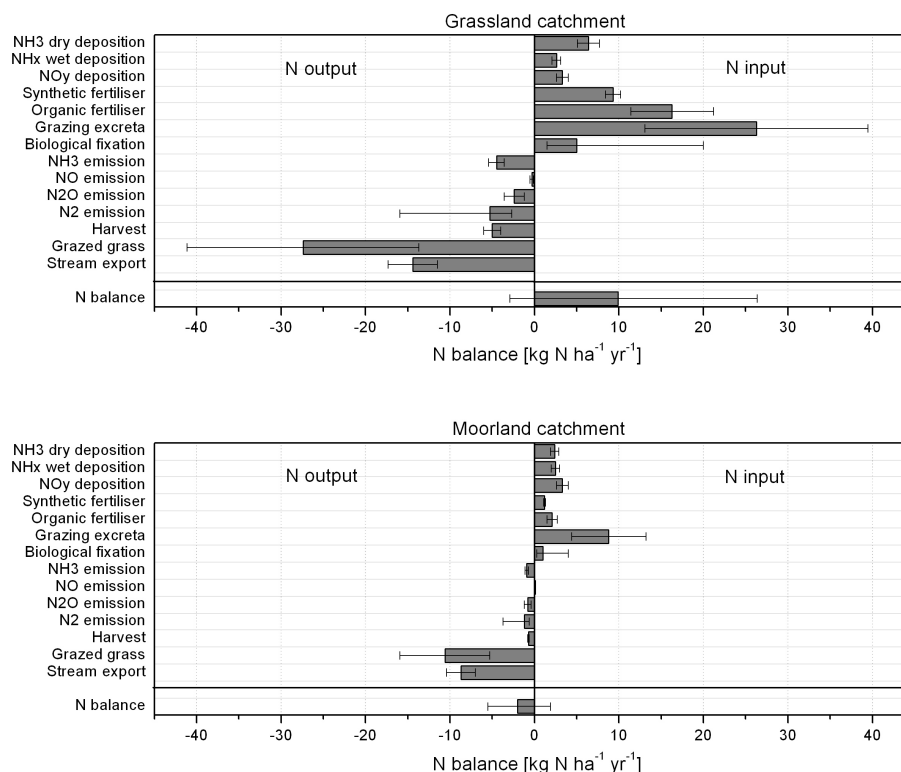 Grassland catchment
NH3 dry deposition
NHx wet deposition
NOy deposition
Synthetic fertiliser
Organic fertiliser
Grazing excreta
Biological fixation
NH3 emission
NO emission
N2O emission
N2 emission
Harvest
Grazed grass
Stream export
N balance
N output
N input
-40 -30 -20 -10 0 10 20 30 40
N balance [kg N ha⁻¹ yr⁻¹]
Moorland catchment
NH3 dry deposition
NHx wet deposition
NOy deposition
Synthetic fertiliser
Organic fertiliser
Grazing excreta
Biological fixation
NH3 emission
NO emission
N2O emission
N2 emission
Harvest
Grazed grass
Stream export
N balance
N output
N input
-40 -30 -20 -10 0 10 20 30 40
N balance [kg N ha⁻¹ yr⁻¹]